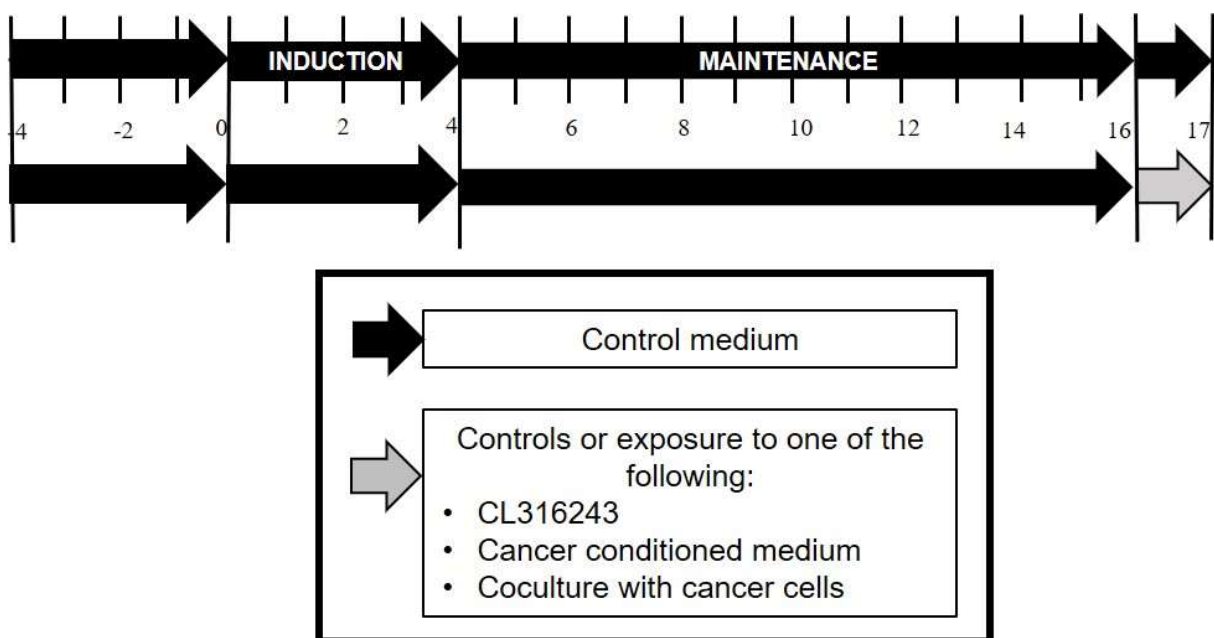 INDUCTION MAINTENANCE
-4 -2 0 2 4 6 8 10 12 14 16 17
Control medium
Controls or exposure to one of the
following:
• CL316243
• Cancer conditioned medium
• Coculture with cancer cells